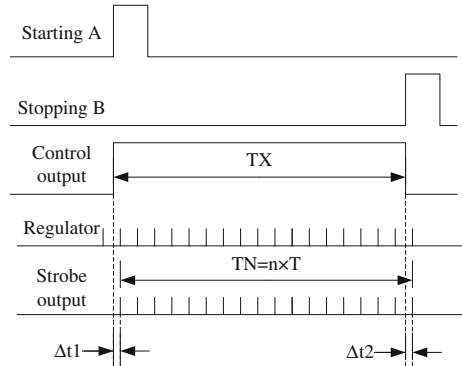 Starting A
Stopping B
Control
output
TX
Regulator
TN=n×T
Strobe
output
Δt1
Δt2